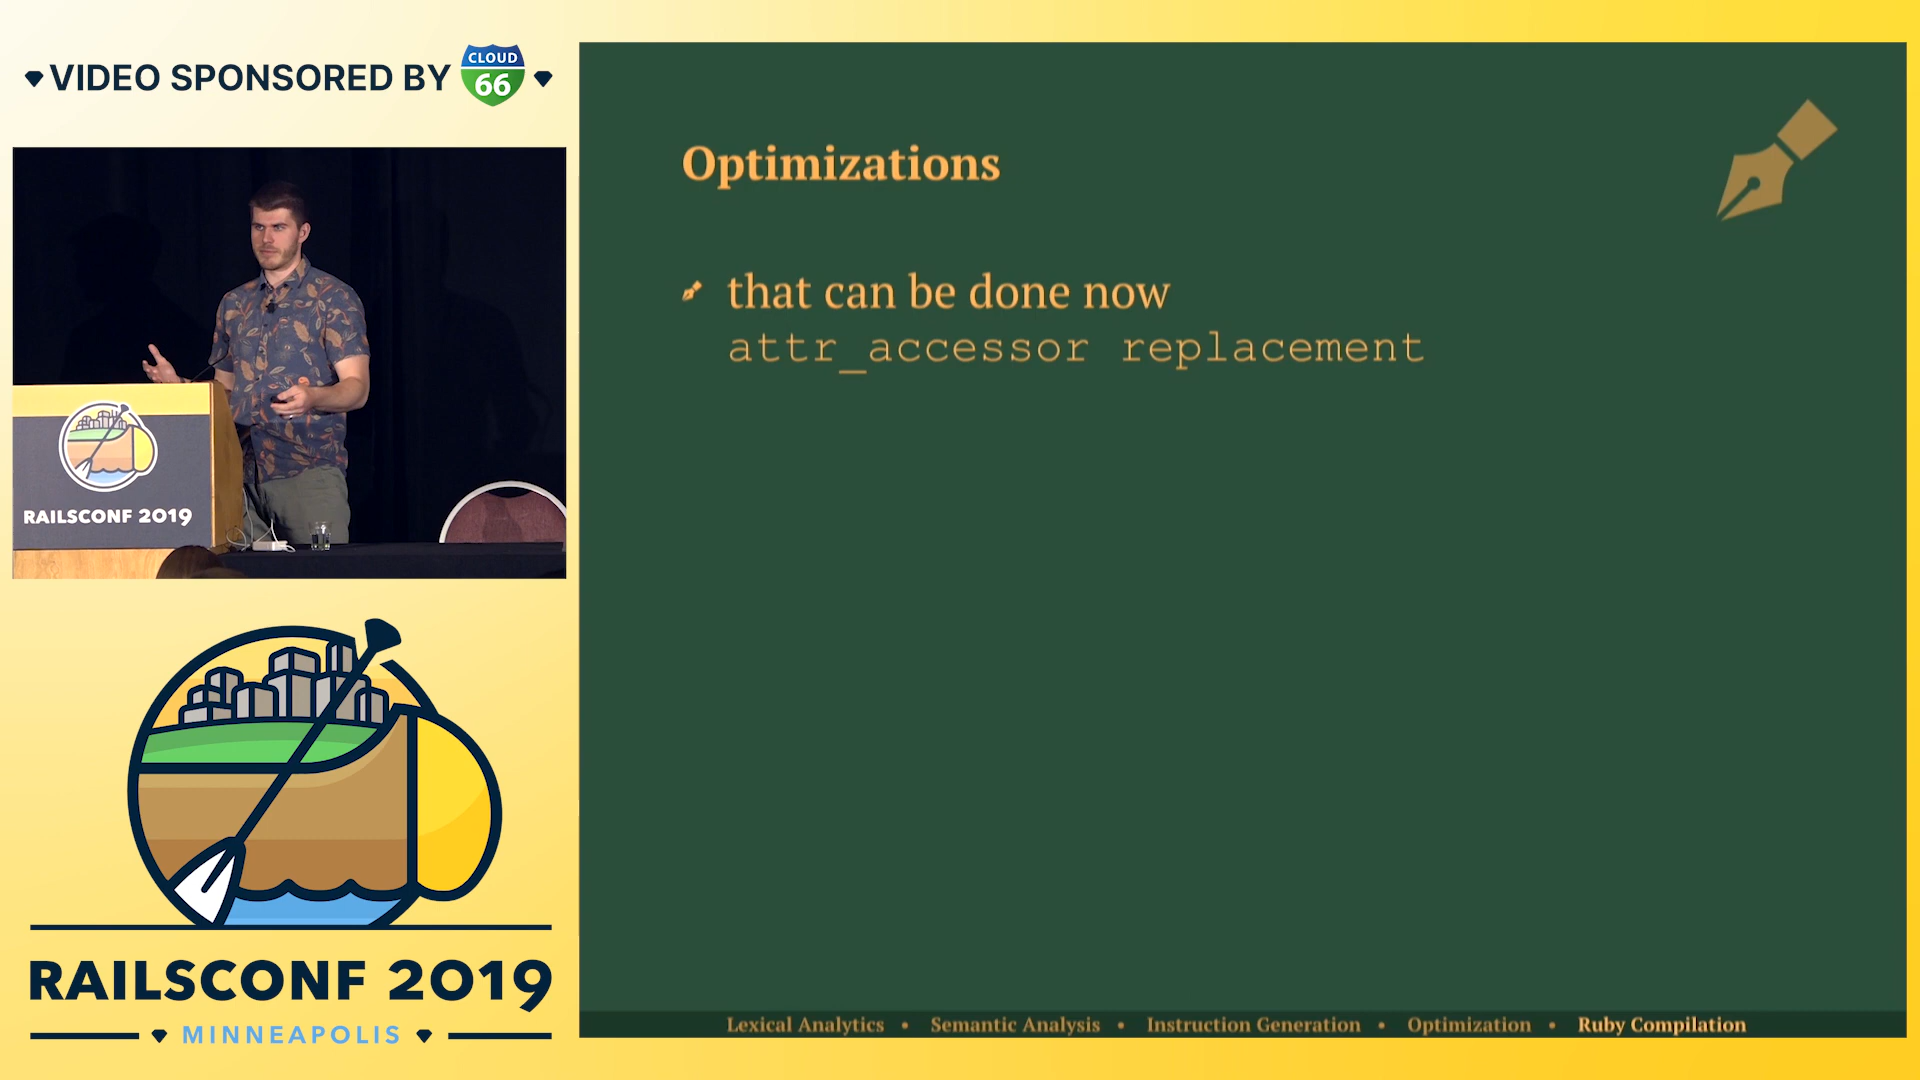 VIDEO SPONSORED BY CLOUD 66
RAILSCONF 2019
RAILSCONF 2019
MINNEAPOLIS
Optimizations
that can be done now
attr_accessor replacement
Lexical Analytics • Semantic Analysis • Instruction Generation • Optimization • Ruby Compilation